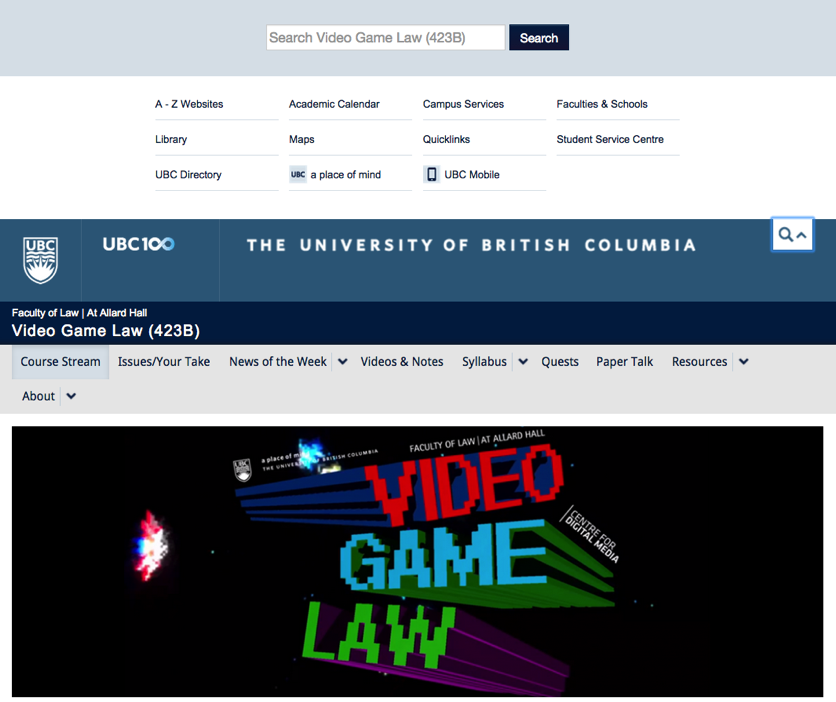 Search Video Game Law (423B) Search
A - Z Websites Academic Calendar Campus Services Faculties & Schools
Library Maps Quicklinks Student Service Centre
UBC Directory UBC a place of mind UBC Mobile
UBC UBC100 THE UNIVERSITY OF BRITISH COLUMBIA
Faculty of Law | At Allard Hall
Video Game Law (423B)
Course Stream Issues/Your Take News of the Week Videos & Notes Syllabus Quests Paper Talk Resources
About
UBC a place of THE BRITISH COLUMBIA
FACULTY OF LAW | AT ALLARD HALL
VIDEO
GAME
CENTRE FOR
DIGITAL MEDIA
LAW